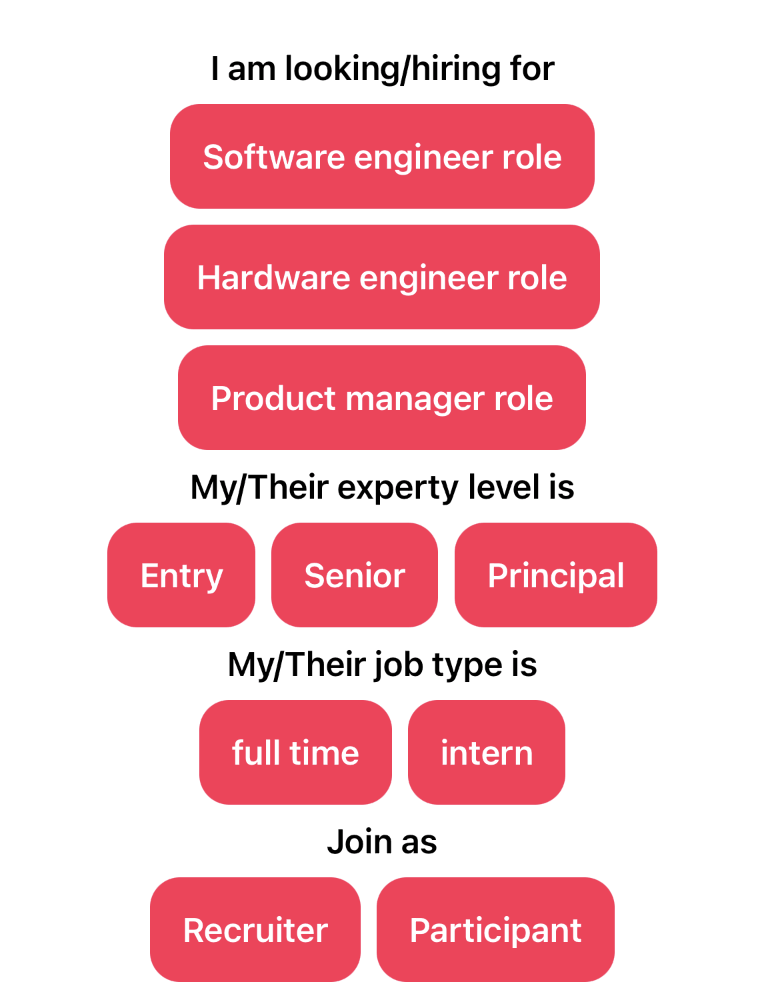 I am looking/hiring for
Software engineer role
Hardware engineer role
Product manager role
My/Their experty level is
Entry Senior Principal
My/Their job type is
full time intern
Join as
Recruiter Participant